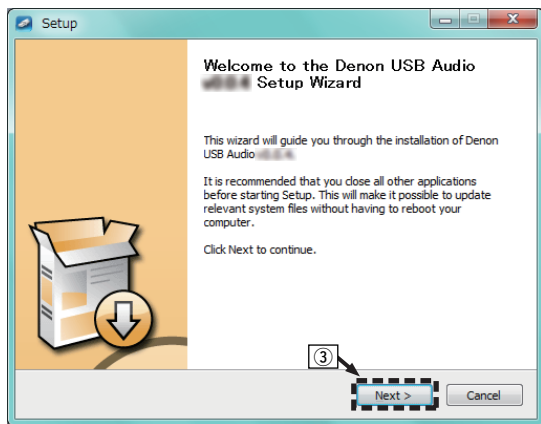 Setup
Welcome to the Denon USB Audio
Setup Wizard
This wizard will guide you through the installation of Denon
USB Audio
It is recommended that you close all other applications
before starting Setup. This will make it possible to update
relevant system files without having to reboot your
computer.
Click Next to continue.
③
Next >
Cancel